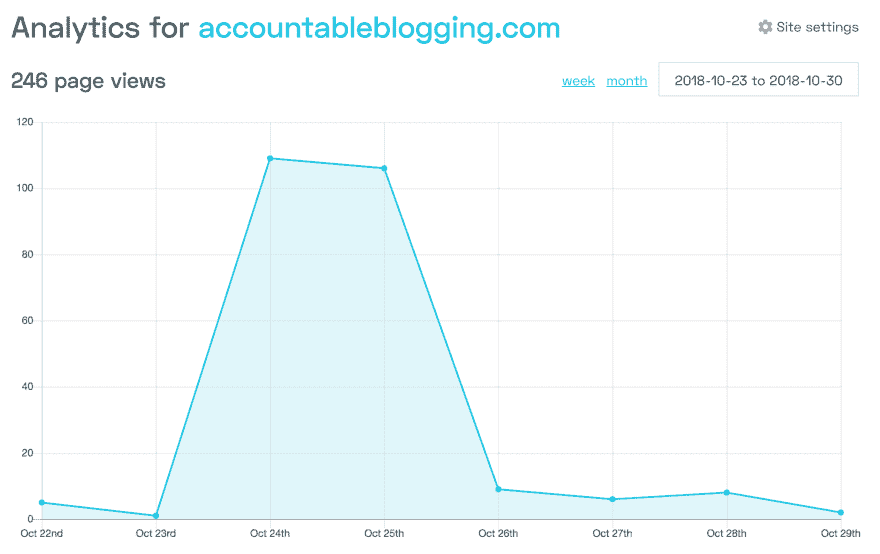 Analytics for accountableblogging.com
Site settings
246 page views
week month 2018-10-23 to 2018-10-30
120
100
80
60
40
20
0
Oct 22nd Oct 23rd Oct 24th Oct 25th Oct 26th Oct 27th Oct 28th Oct 29th